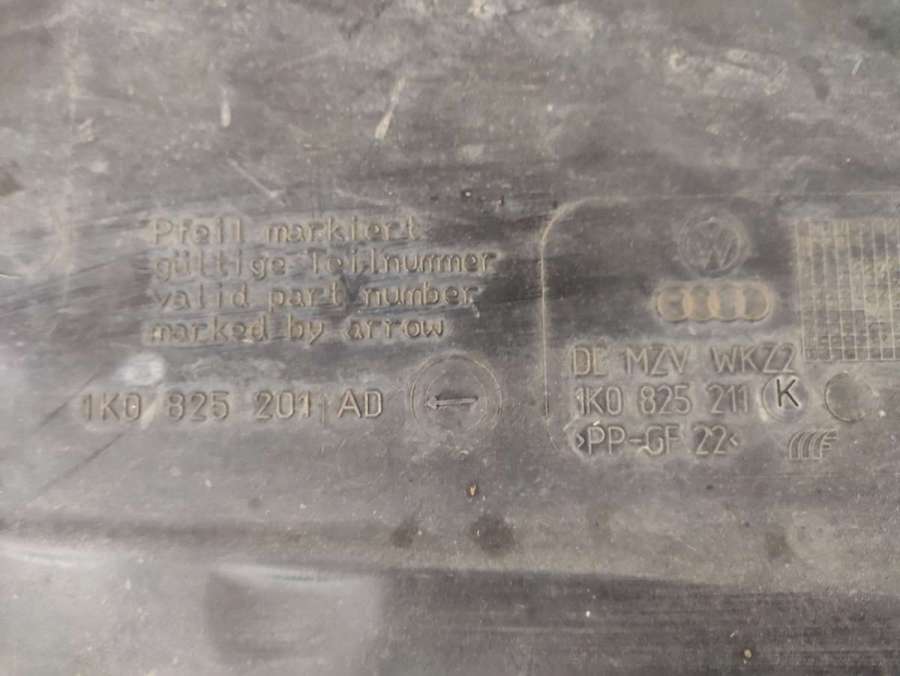 Pfeil markiert
gültige Teilnummer
valid part number
marked by arrow
1K0 825 201 AD
DE MZV WKZ2
1K0 825 211 K
>PP-GF 22<